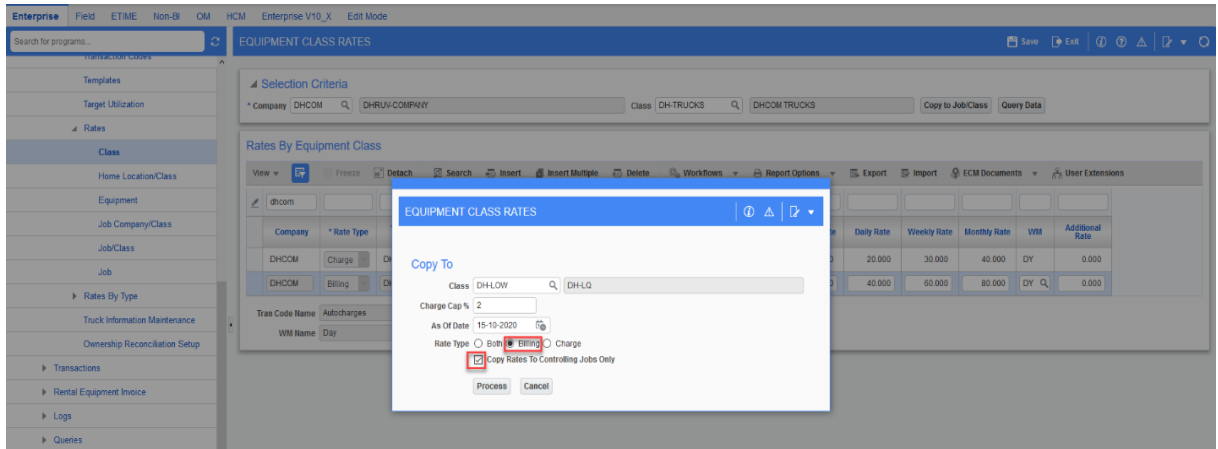 Enterprise Field ETIME Non-BI OM HCM Enterprise V10_X Edit Mode
Search for programs...
EQUIPMENT CLASS RATES
Save Exit
Transaction Codes
Templates
Target Utilization
Rates
Class
Home Location/Class
Equipment
Job Company/Class
Job/Class
Job
Rates By Type
Truck Information Maintenance
Ownership Reconciliation Setup
Transactions
Rental Equipment Invoice
Logs
Queries
Selection Criteria
* Company DHCOM DHRUV-COMPANY Class DH-TRUCKS DHCOM TRUCKS Copy to Job/Class Query Data
Rates By Equipment Class
View Freeze Detach Search Insert Insert Multiple Delete Workflows Report Options Export Import ECM Documents User Extensions
dhcom
Company * Rate Type Daily Rate Weekly Rate Monthly Rate WM Additional Rate
DHCOM Charge 20.000 30.000 40.000 DY 0.000
DHCOM Billing 40.000 60.000 80.000 DY 0.000
Tran Code Name Autocharges
WM Name Day
EQUIPMENT CLASS RATES
Copy To
Class DH-LOW DH-LQ
Charge Cap % 2
As Of Date 15-10-2020
Rate Type Both Billing Charge
Copy Rates To Controlling Jobs Only
Process Cancel